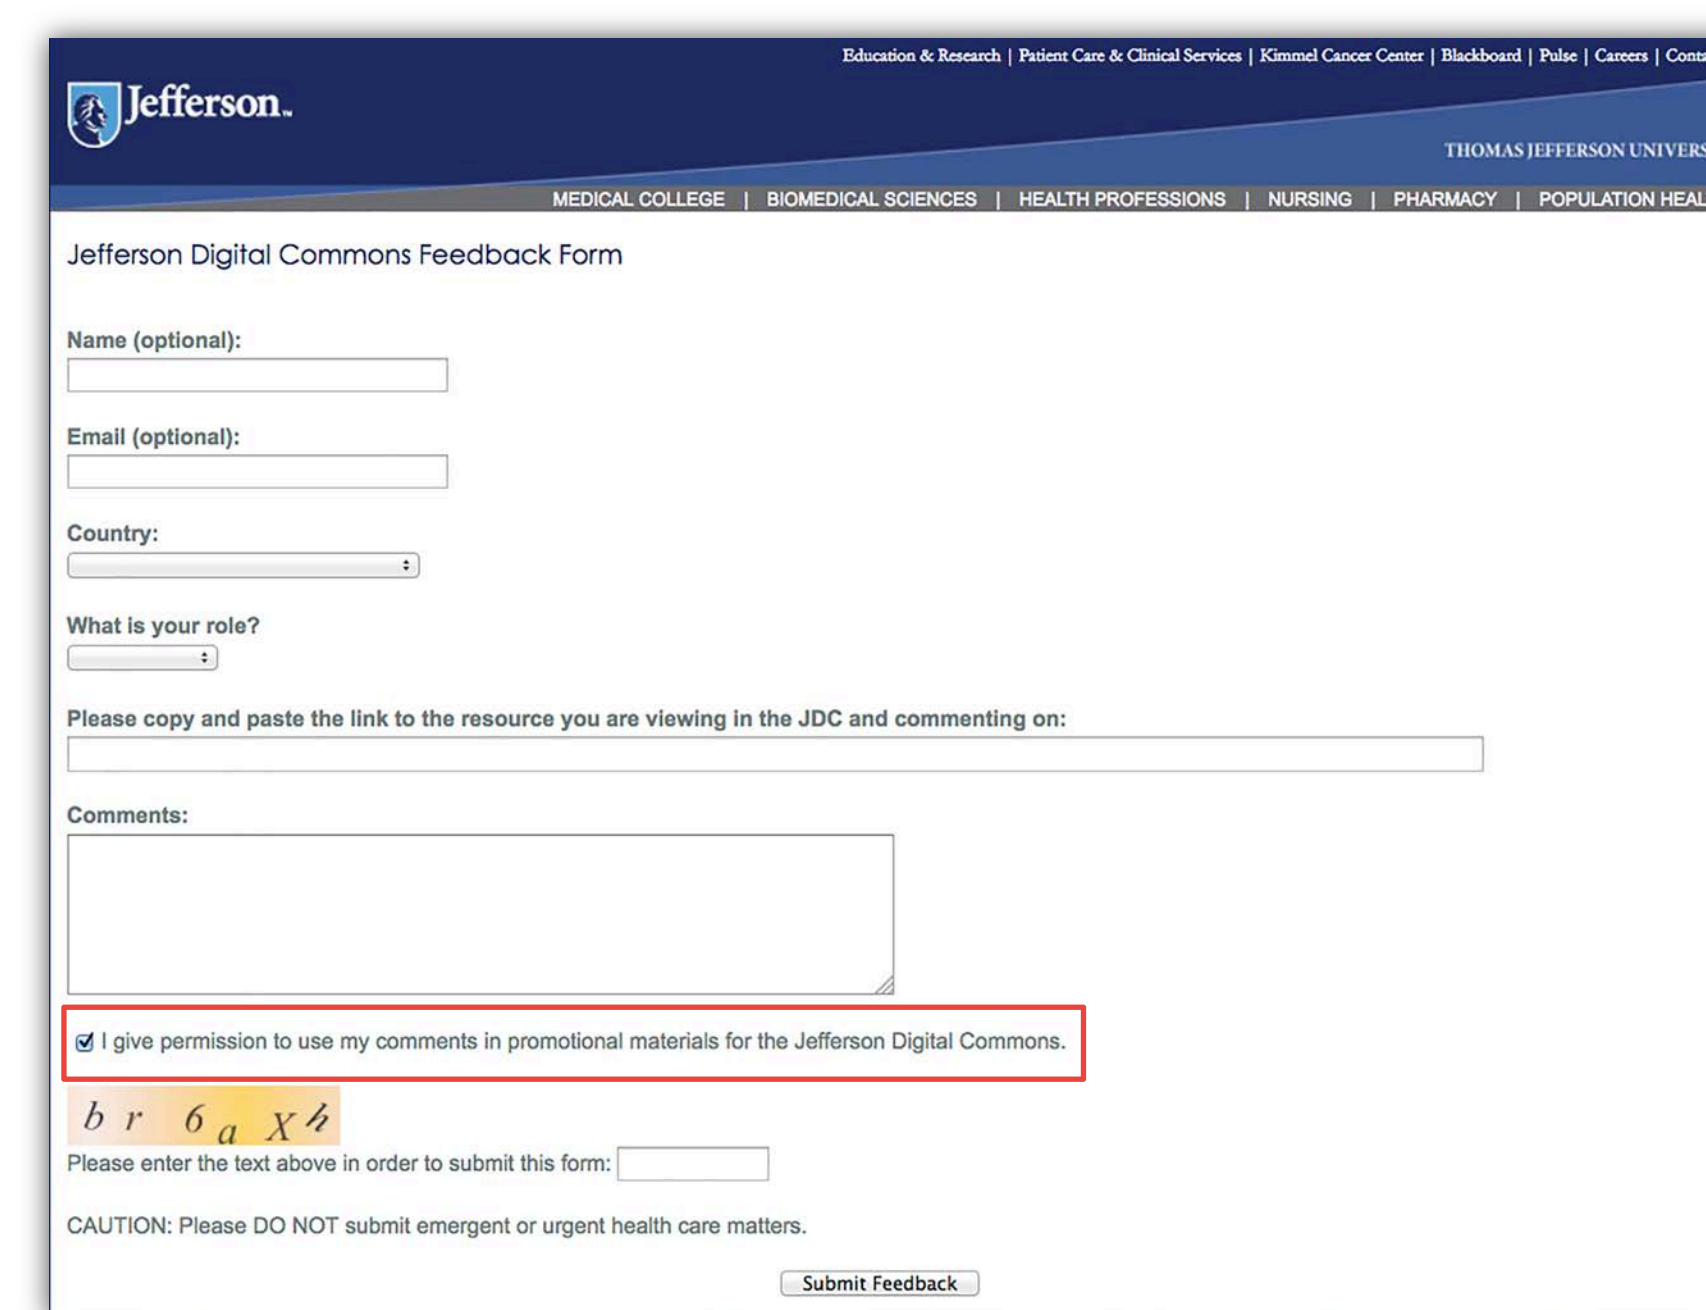 Education & Research | Patient Care & Clinical Services | Kimmel Cancer Center | Blackboard | Pulse | Careers |
Jefferson™
THOMAS JEFFERSON
MEDICAL COLLEGE | BIOMEDICAL SCIENCES | HEALTH PROFESSIONS | NURSING | PHARMACY | POPULATION
Jefferson Digital Commons Feedback Form
Name (optional):
Email (optional):
Country:
What is your role?
Please copy and paste the link to the resource you are viewing in the JDC and commenting on:
Comments:
I give permission to use my comments in promotional materials for the Jefferson Digital Commons.
b r 6 a X h
Please enter the text above in order to submit this form:
CAUTION: Please DO NOT submit emergent or urgent health care matters.
Submit Feedback